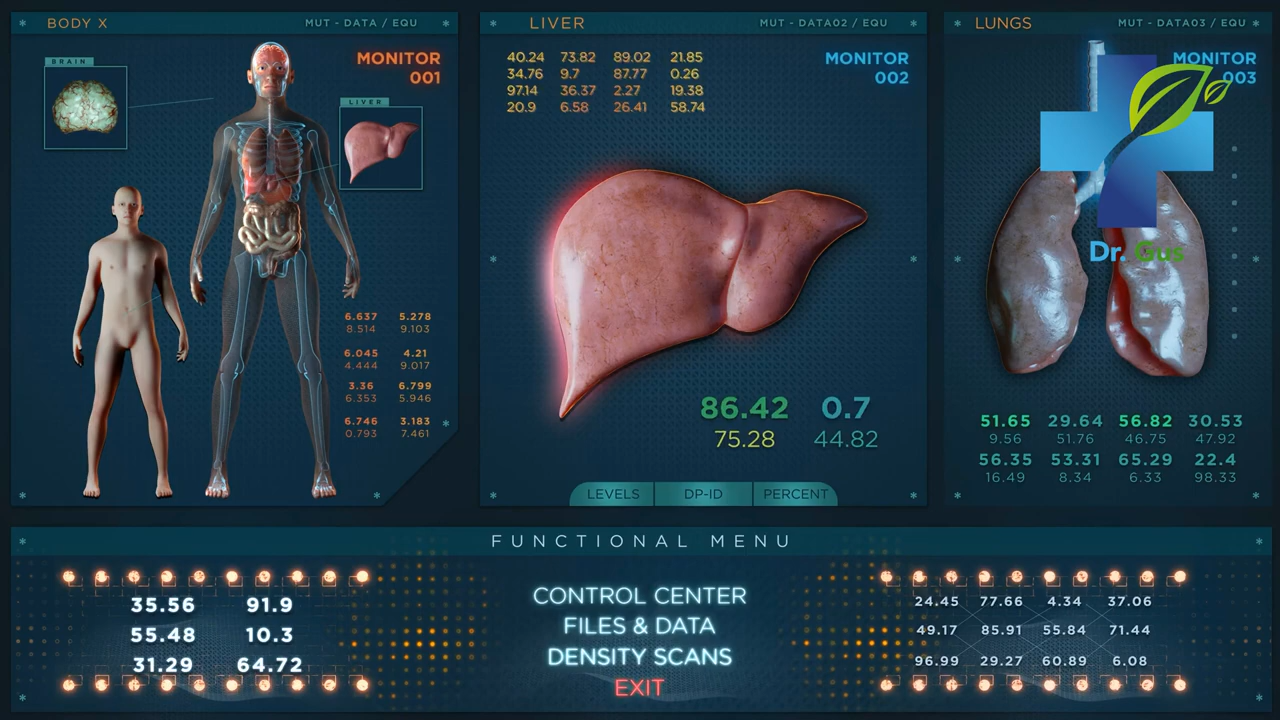 BODY X
MUT - DATA / EQU
MONITOR
001
BRAIN
LIVER
6.637 5.278
8.514 9.103
6.045 4.21
4.444 9.017
3.36 6.799
6.353 5.946
6.746 3.183
0.793 7.461
LIVER
MUT - DATA02 / EQU
40.24 73.82 89.02 21.85
34.76 9.7 87.77 0.26
97.14 36.37 2.27 19.38
20.9 6.58 26.41 58.74
MONITOR
002
86.42 0.7
75.28 44.82
LEVELS DP-ID PERCENT
LUNGS
MUT - DATA03 / EQU
MONITOR
003
Dr. Gus
51.65 29.64 56.82 30.53
9.56 51.76 46.75 47.92
56.35 53.31 65.29 22.4
16.49 8.34 6.33 98.33
FUNCTIONAL MENU
35.56 91.9
55.48 10.3
31.29 64.72
CONTROL CENTER
FILES & DATA
DENSITY SCANS
EXIT
24.45 77.66 4.34 37.06
49.17 85.91 55.84 71.44
96.99 29.27 60.89 6.08